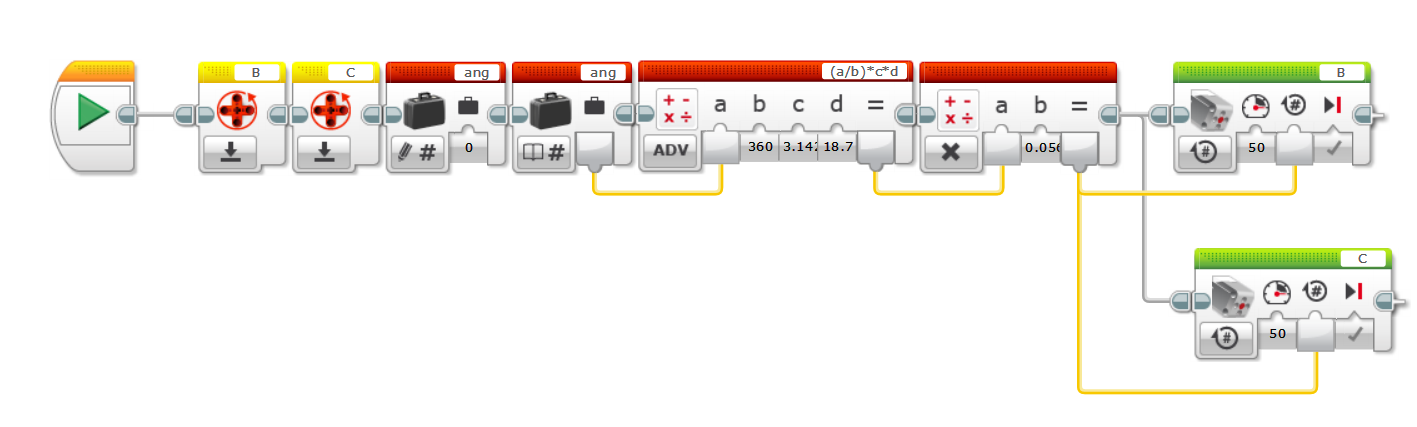 B
C
ang
ang
(a/b)*c*d
B
#
#
a b c d =
a b =
#
0
360
3.142
18.7
0.056
50
ADV
#
#
#
C
#
50
#